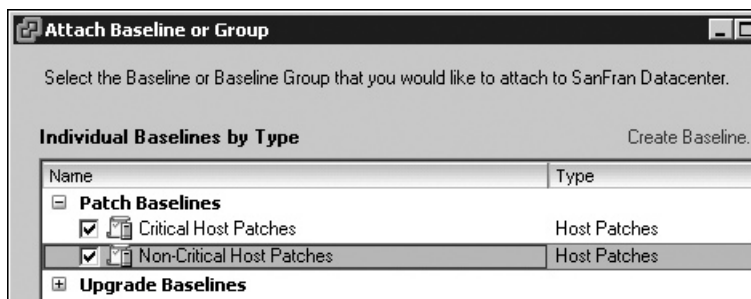 Attach Baseline or Group
Select the Baseline or Baseline Group that you would like to attach to SanFran Datacenter.
Individual Baselines by Type Create Baseline.
Name Type
Patch Baselines
Critical Host Patches Host Patches
Non-Critical Host Patches Host Patches
Upgrade Baselines